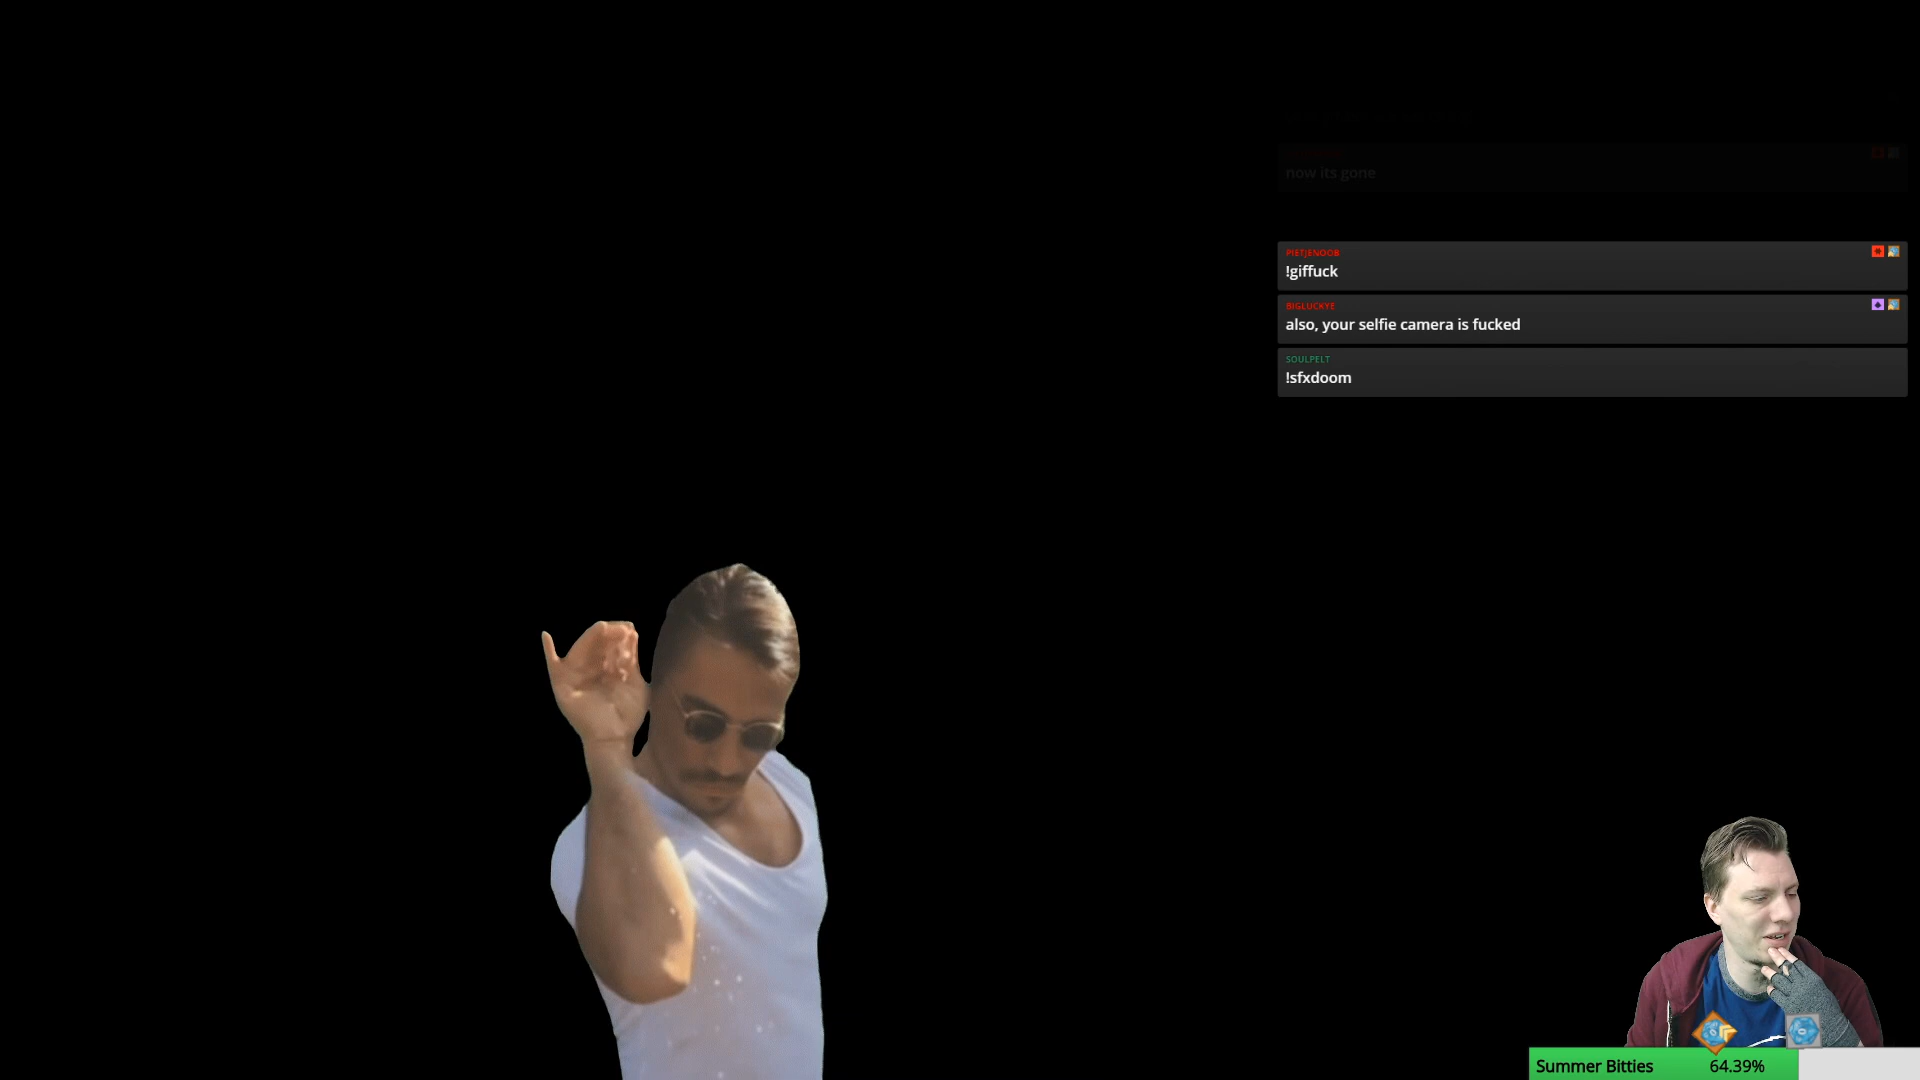 now its gone
PIETJENOOB
!giffuck
BIGLUCKYE
also, your selfie camera is fucked
SOULPELT
!sfxdoom
Summer Bitties 64.39%